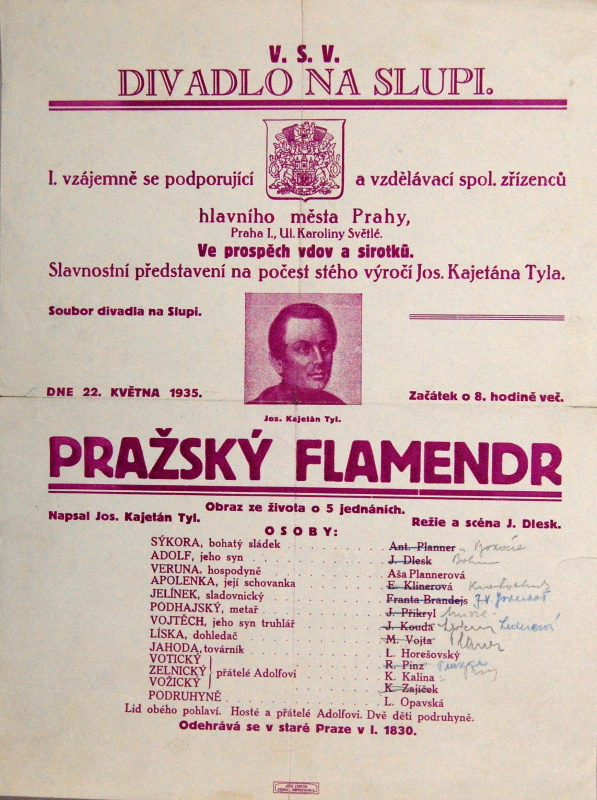 V. S. V.
DIVADLO NA SLUPI.
I. vzájemně se podporující a vzdělávací spol. zřízenců
hlavního města Prahy,
Praha I., Ul. Karoliny Světlé.
Ve prospěch vdov a sirotků.
Slavnostní představení na počest stého výročí Jos. Kajetána Tyla.
Soubor divadla na Slupi.
DNE 22. KVĚTNA 1935. Začátek o 8. hodině več.
Jos. Kajetán Tyl.
PRAŽSKÝ FLAMENDR
Obraz ze života o 5 jednáních.
Napsal Jos. Kajetán Tyl. Režie a scéna J. Dlesk.
OSOBY:
SÝKORA, bohatý sládek Ant. Planner
ADOLF, jeho syn J. Dlesk
VERUNA, hospodyně Aša Plannerová
APOLENKA, její schovanka E. Klinerová
JELÍNEK, sladovnický Franta Brandejs
PODHAJSKÝ, metař J. Přikryl
VOJTĚCH, jeho syn truhlář J. Kouda
LÍSKA, dohledač M. Vojta
JAHODA, továrník L. Horešovský
VOTICKÝ R. Pinz
ZELNICKÝ přátelé Adolfovi K. Kalina
VOŽICKÝ K. Zajíček
PODRUHYNĚ L. Opavská
Lid obého pohlaví. Hosté a přátelé Adolfovi. Dvě děti podruhyně.
Odehrává se v staré Praze v l. 1830.